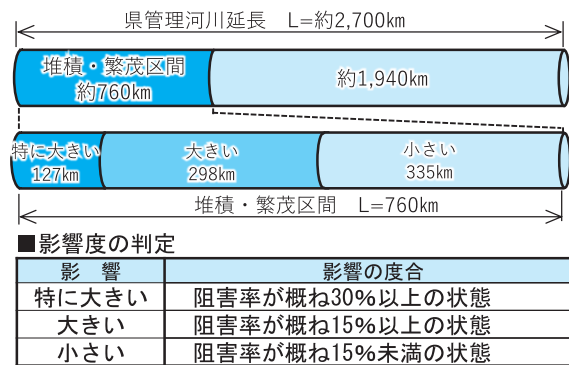 県管理河川延長　L=約2,700km
堆積・繁茂区間
約760km
約1,940km
特に大きい
127km
大きい
298km
小さい
335km
堆積・繁茂区間　L=760km
■影響度の判定
影　響　影響の度合
特に大きい　阻害率が概ね30%以上の状態
大きい　阻害率が概ね15%以上の状態
小さい　阻害率が概ね15%未満の状態